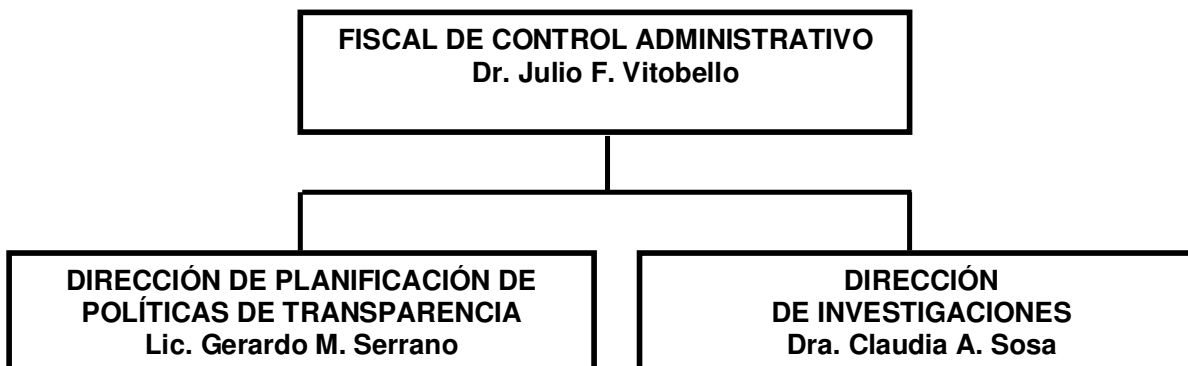 FISCAL DE CONTROL ADMINISTRATIVO
Dr. Julio F. Vitobello
DIRECCIÓN DE PLANIFICACIÓN DE
POLÍTICAS DE TRANSPARENCIA
Lic. Gerardo M. Serrano
DIRECCIÓN
DE INVESTIGACIONES
Dra. Claudia A. Sosa